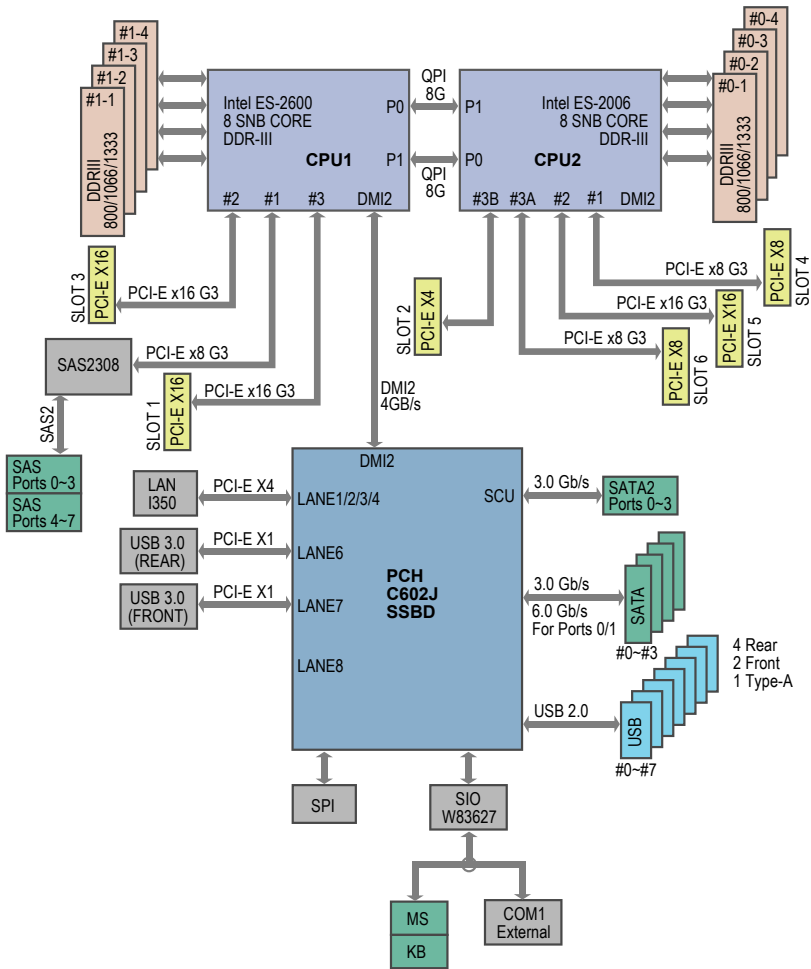 #1-4
#1-3
#1-2
#1-1
DDRIII
800/1066/1333
Intel ES-2600
8 SNB CORE
DDR-III
CPU1
P0
P1
#2
#1
#3
DMI2
QPI
8G
QPI
8G
P1
P0
Intel ES-2006
8 SNB CORE
DDR-III
CPU2
#3B
#3A
#2
#1
DMI2
#0-4
#0-3
#0-2
#0-1
DDRIII
800/1066/1333
SLOT 3
PCI-E X16
PCI-E x16 G3
SAS2308
PCI-E x8 G3
SLOT 1
PCI-E X16
PCI-E x16 G3
SAS2
SAS
Ports 0~3
SAS
Ports 4~7
DMI2
4GB/s
SLOT 2
PCI-E X4
PCI-E x8 G3
PCI-E X8
SLOT 4
PCI-E x16 G3
PCI-E X16
SLOT 5
PCI-E x8 G3
PCI-E X8
SLOT 6
LAN
I350
PCI-E X4
USB 3.0
(REAR)
PCI-E X1
USB 3.0
(FRONT)
PCI-E X1
DMI2
LANE1/2/3/4
LANE6
LANE7
LANE8
SCU
PCH
C602J
SSBD
3.0 Gb/s
SATA2
Ports 0~3
3.0 Gb/s
6.0 Gb/s
For Ports 0/1
SATA
#0~#3
4 Rear
2 Front
1 Type-A
USB 2.0
USB
#0~#7
SPI
SIO
W83627
MS
KB
COM1
External